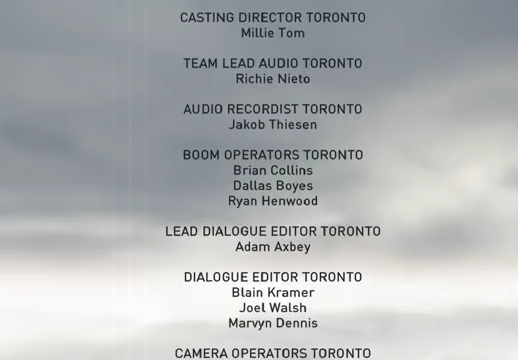 CASTING DIRECTOR TORONTO
Millie Tom
TEAM LEAD AUDIO TORONTO
Richie Nieto
AUDIO RECORDIST TORONTO
Jakob Thiesen
BOOM OPERATORS TORONTO
Brian Collins
Dallas Boyes
Ryan Henwood
LEAD DIALOGUE EDITOR TORONTO
Adam Axbey
DIALOGUE EDITOR TORONTO
Blain Kramer
Joel Walsh
Marvyn Dennis
CAMERA OPERATORS TORONTO